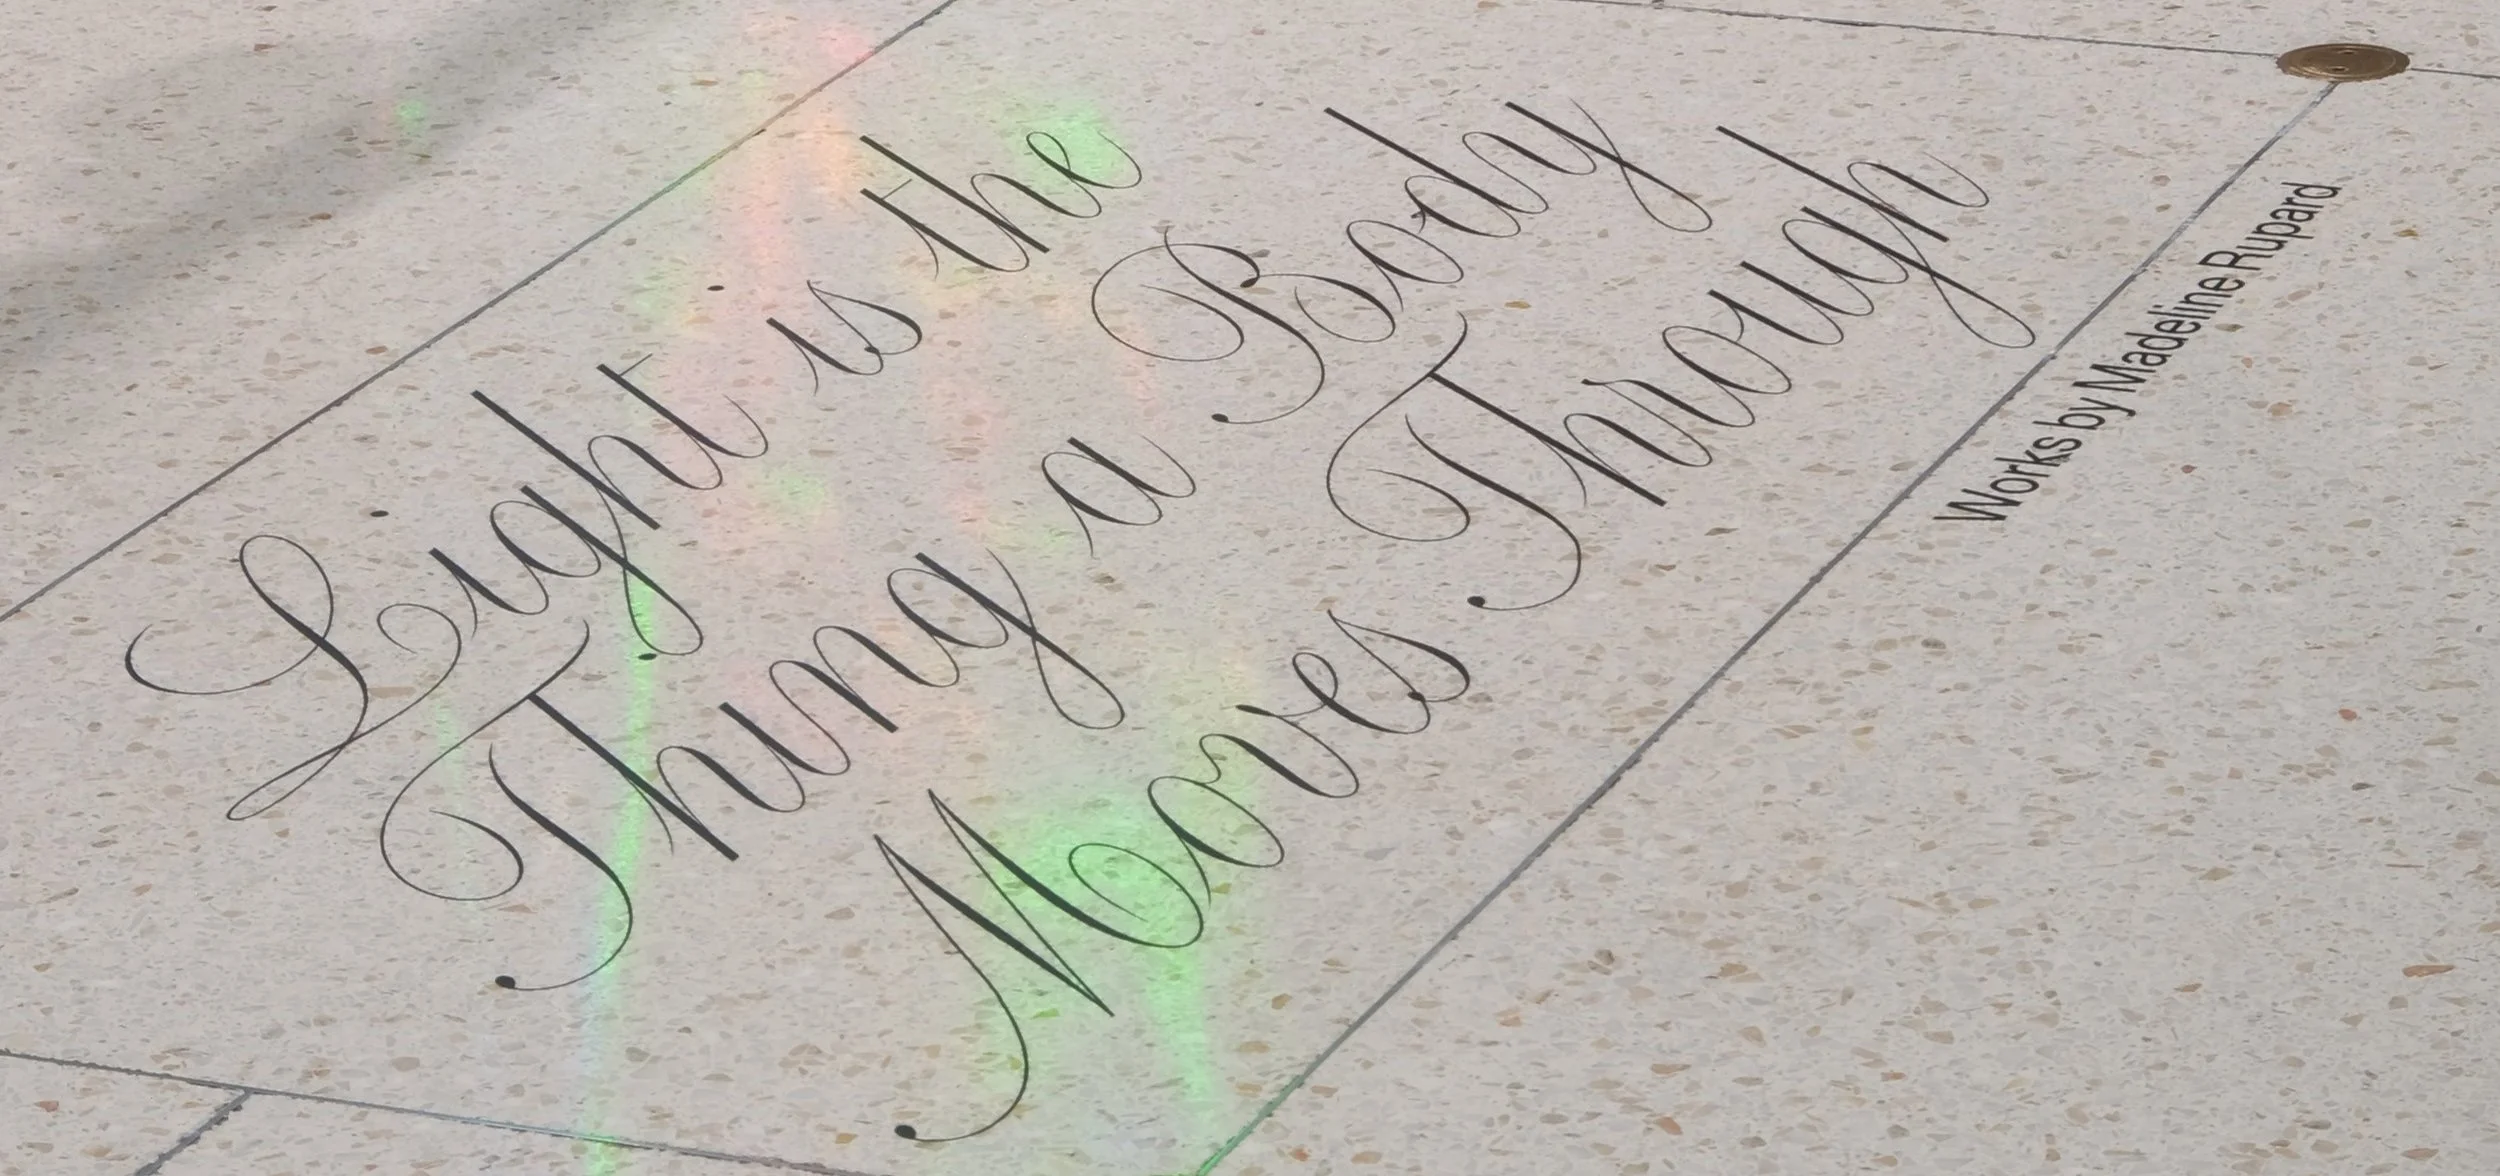 Light is the
Thing a Body
Moves Through
Works by Madeline Rupard